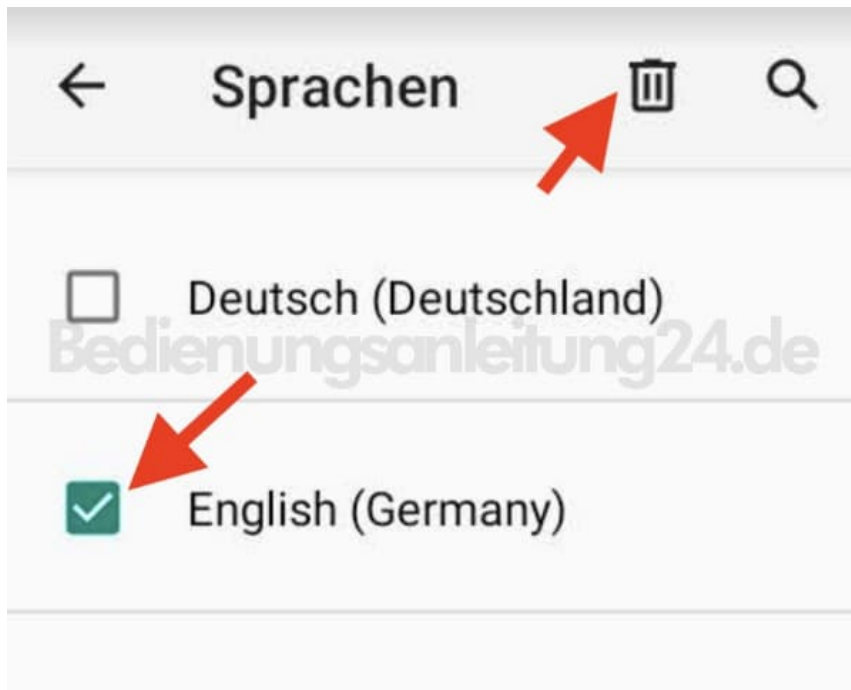 Sprachen
Deutsch (Deutschland)
Bedienungsanleitung24.de
English (Germany)